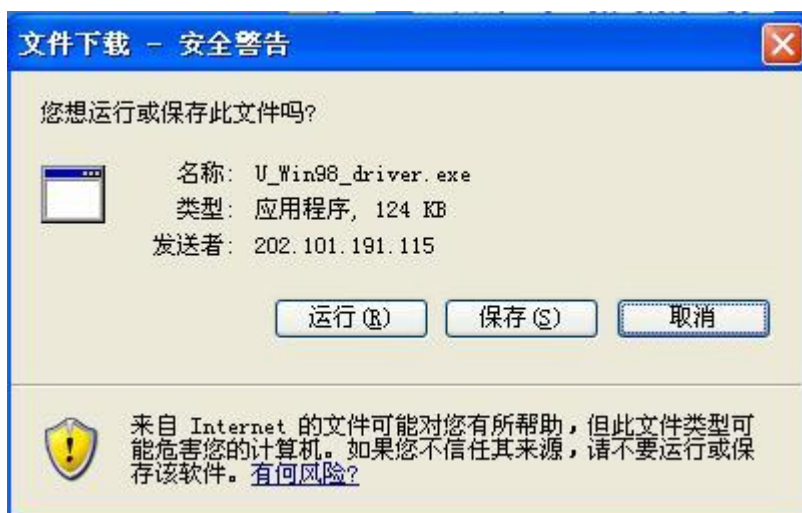 文件下载 - 安全警告
您想运行或保存此文件吗?
名称: U_Win98_driver.exe
类型: 应用程序, 124 KB
发送者: 202.101.191.115
运行(R) 保存(S) 取消
来自 Internet 的文件可能对您有所帮助,但此文件类型可
能危害您的计算机。如果您不信任其来源,请不要运行或保
存该软件。有何风险?